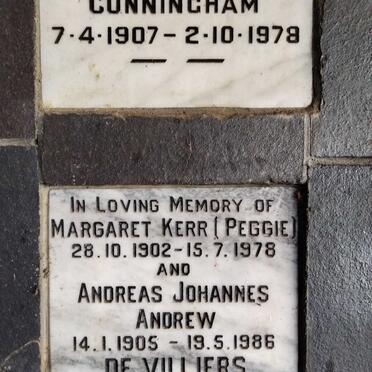 CUNNINGHAM
7·4·1907 – 2·10·1978
IN LOVING MEMORY OF
MARGARET KERR (PEGGIE)
28.10.1902 - 15.7.1978
AND
ANDREAS JOHANNES
ANDREW
14.1.1905 - 19.5.1986
DE VILLIERS